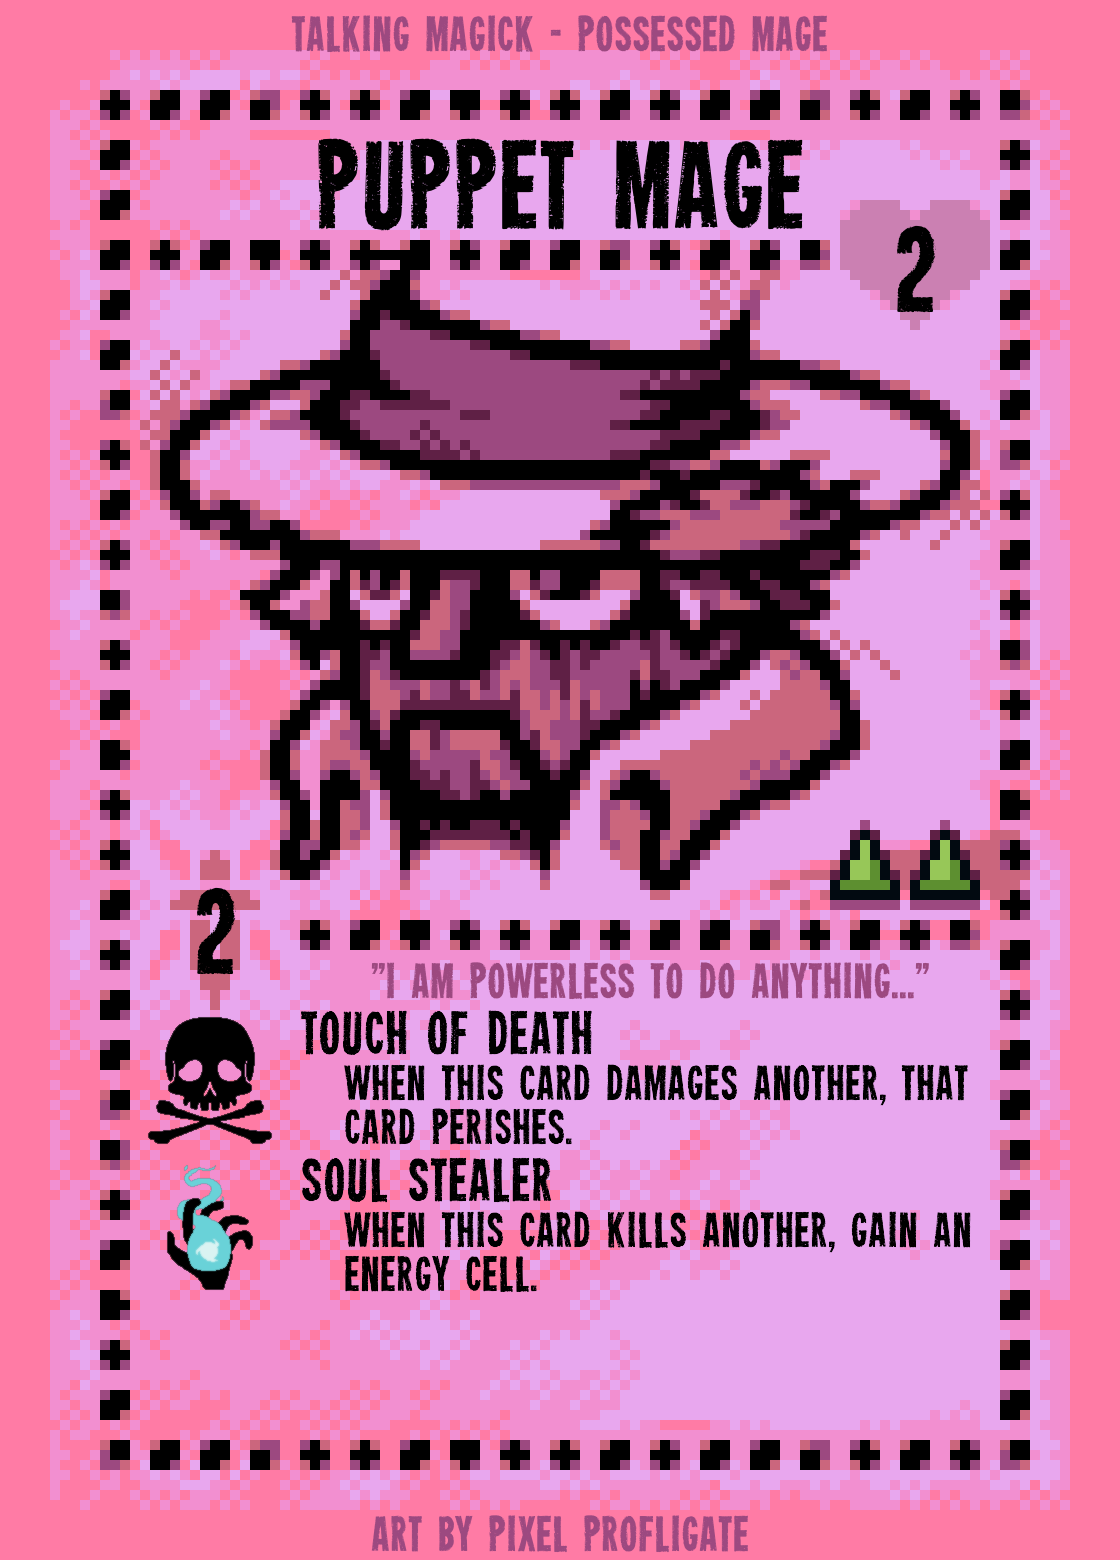 TALKING MAGICK - POSSESSED MAGE
PUPPET MAGE
2
2
"I AM POWERLESS TO DO ANYTHING..."
TOUCH OF DEATH
WHEN THIS CARD DAMAGES ANOTHER, THAT
CARD PERISHES.
SOUL STEALER
WHEN THIS CARD KILLS ANOTHER, GAIN AN
ENERGY CELL.
ART BY PIXEL PROFLIGATE